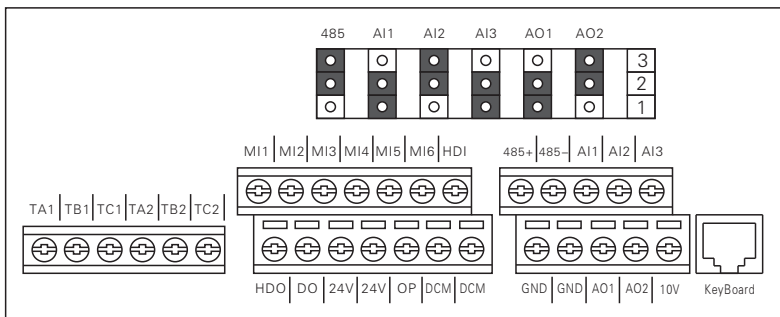 485 AI1 AI2 AI3 AO1 AO2
3
2
1
MI1 MI2 MI3 MI4 MI5 MI6 HDI 485+ 485– AI1 AI2 AI3
TA1 TB1 TC1 TA2 TB2 TC2
HDO DO 24V 24V OP DCM DCM GND GND AO1 AO2 10V KeyBoard